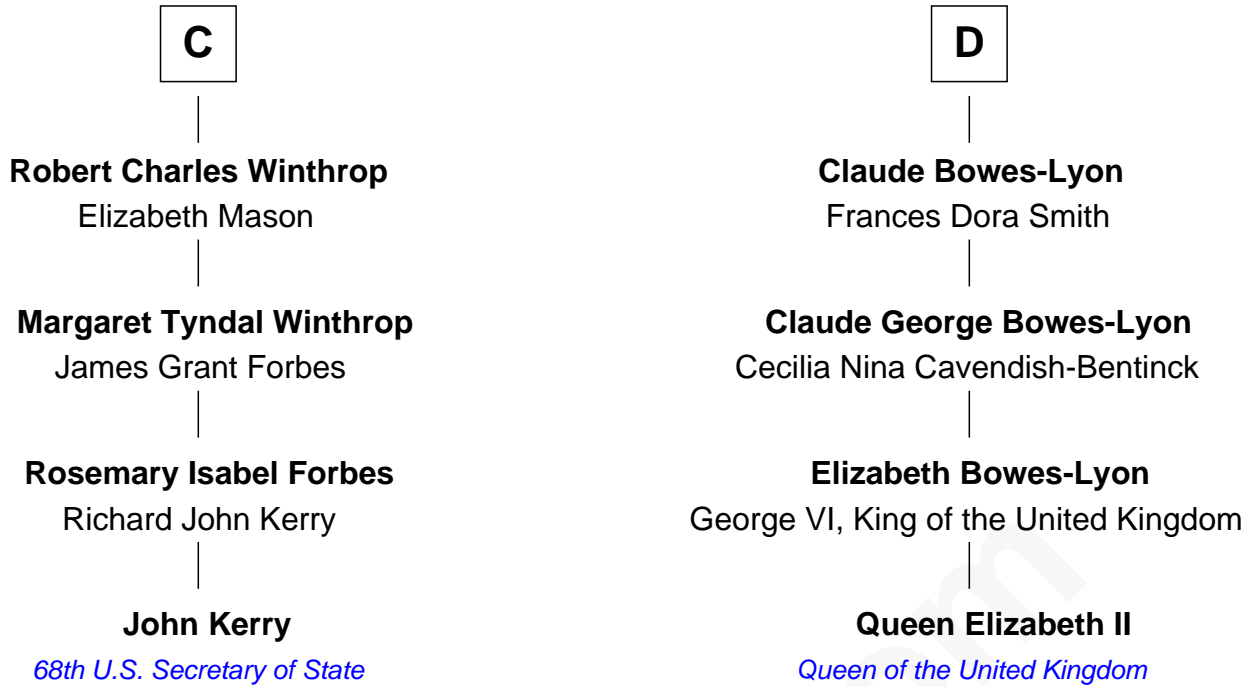 C
Robert Charles Winthrop
Elizabeth Mason
Margaret Tyndal Winthrop
James Grant Forbes
Rosemary Isabel Forbes
Richard John Kerry
John Kerry
68th U.S. Secretary of State
D
Claude Bowes-Lyon
Frances Dora Smith
Claude George Bowes-Lyon
Cecilia Nina Cavendish-Bentinck
Elizabeth Bowes-Lyon
George VI, King of the United Kingdom
Queen Elizabeth II
Queen of the United Kingdom